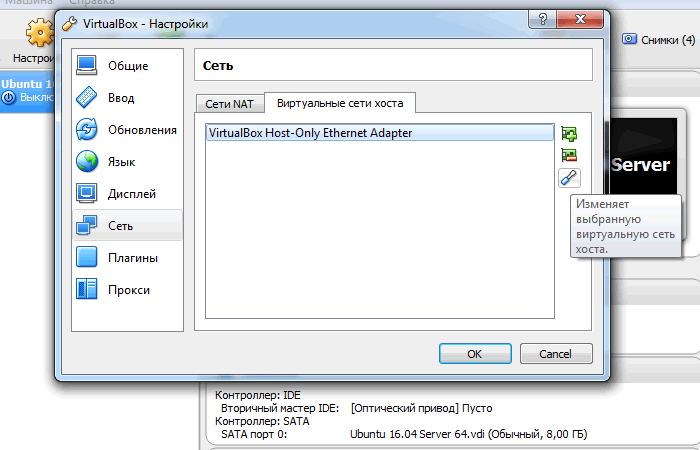 Машина Справка
VirtualBox - Настройки
Настрои
Снимки (4)
Ubuntu 16
Выклю
Общие
Ввод
Обновления
Язык
Дисплей
Сеть
Плагины
Прокси
Сеть
Сети NAT
Виртуальные сети хоста
VirtualBox Host-Only Ethernet Adapter
Server
Изменяет
выбранную
виртуальную сеть
хоста.
OK
Cancel
Контроллер: IDE
Вторичный мастер IDE: [Оптический привод] Пусто
Контроллер: SATA
SATA порт 0: Ubuntu 16.04 Server 64.vdi (Обычный, 8,00 ГБ)